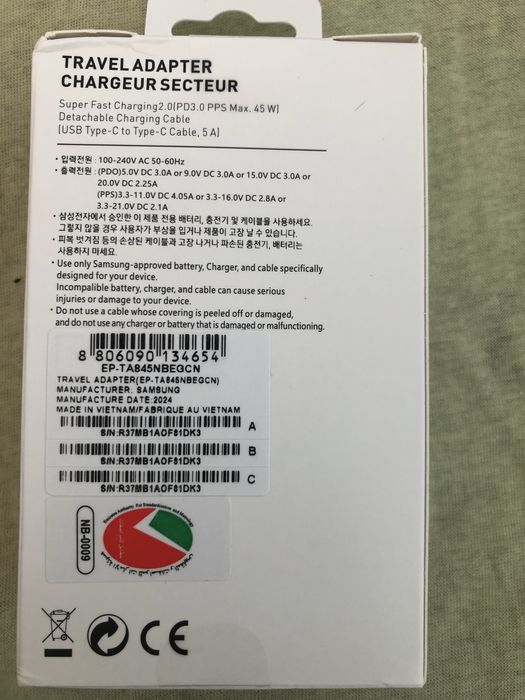 TRAVEL ADAPTER
CHARGEUR SECTEUR
Super Fast Charging2.0(PD3.0 PPS Max. 45 W)
Detachable Charging Cable
(USB Type-C to Type-C Cable, 5 A)
• 입력전원 : 100-240V AC 50-60Hz
• 출력전원 : (PDO)5.0V DC 3.0A or 9.0V DC 3.0A or 15.0V DC 3.0A or
20.0V DC 2.25A
(PPS)3.3-11.0V DC 4.05A or 3.3-16.0V DC 2.8A or
3.3-21.0V DC 2.1A
• 삼성전자에서 승인한 이 제품 전용 배터리, 충전기 및 케이블을 사용하세요.
그렇지 않을 경우 사용자가 부상을 입거나 제품이 고장 날 수 있습니다.
• 피복 벗겨짐 등의 손상된 케이블과 고장 나거나 파손된 충전기, 배터리는
사용하지 마세요.
• Use only Samsung-approved battery, Charger, and cable specifically
designed for your device.
Incompalible battery, charger, and cable can cause serious
injuries or damage to your device.
• Do not use a cable whose covering is peeled off or damaged,
and do not use any charger or battery that is damaged or malfunctioning.
8 806090 134654
EP-TA845NBEGCN
TRAVEL ADAPTER(EP-TA845NBEGCN)
MANUFACTURER: SAMSUNG
MANUFACTURE DATE:2024
MADE IN VIETNAM/FABRIQUE AU VIETNAM
S/N:R37MB1AOF81DK3 A
S/N:R37MB1AOF81DK3 B
S/N:R37MB1AOF81DK3 C
NB-0009
Emirates Authority For Standardization and Metrology
CE